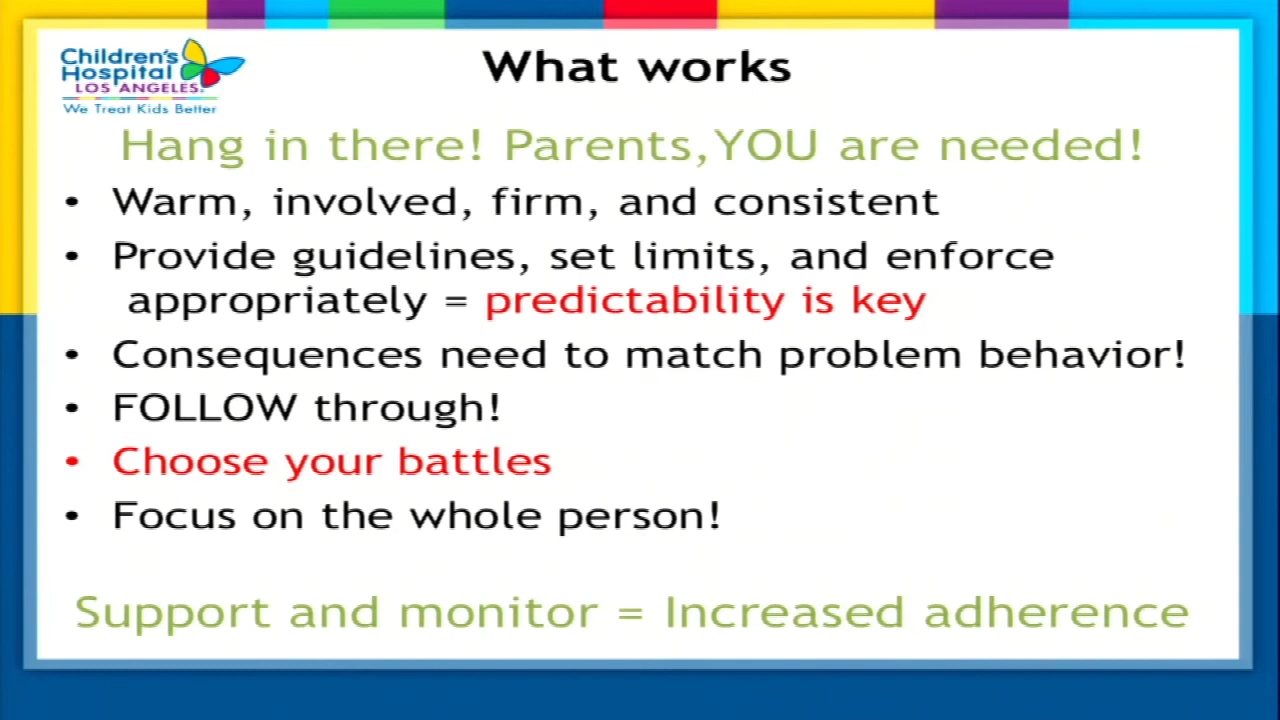 Children's
Hospital
LOS ANGELES®
We Treat Kids Better
What works
Hang in there! Parents,YOU are needed!
• Warm, involved, firm, and consistent
• Provide guidelines, set limits, and enforce
appropriately = predictability is key
• Consequences need to match problem behavior!
• FOLLOW through!
• Choose your battles
• Focus on the whole person!
Support and monitor = Increased adherence